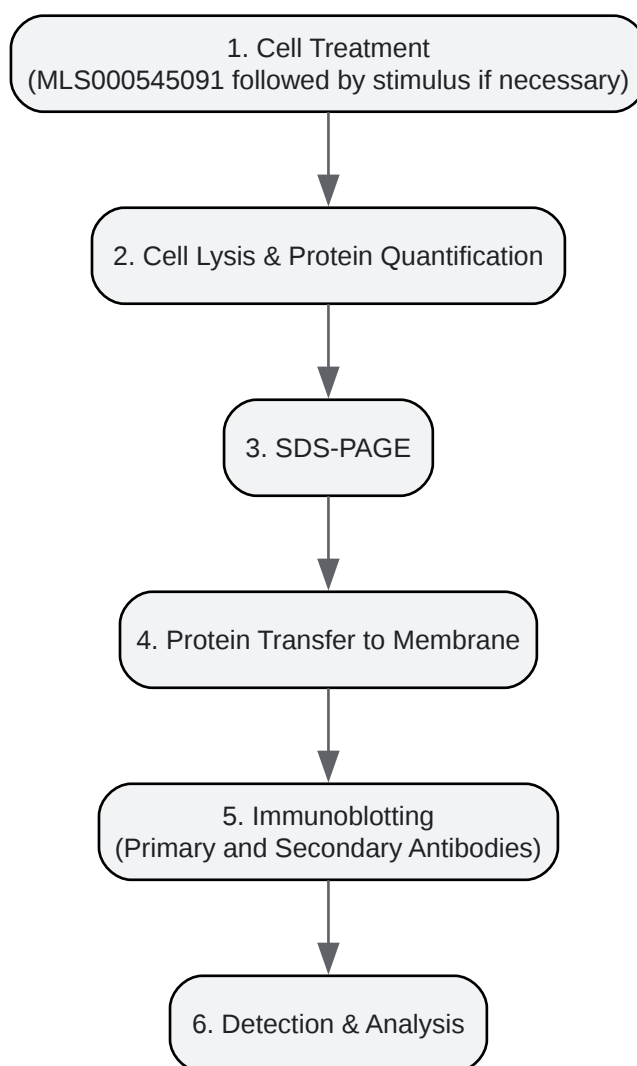 1. Cell Treatment
(MLS000545091 followed by stimulus if necessary)
2. Cell Lysis & Protein Quantification
3. SDS-PAGE
4. Protein Transfer to Membrane
5. Immunoblotting
(Primary and Secondary Antibodies)
6. Detection & Analysis